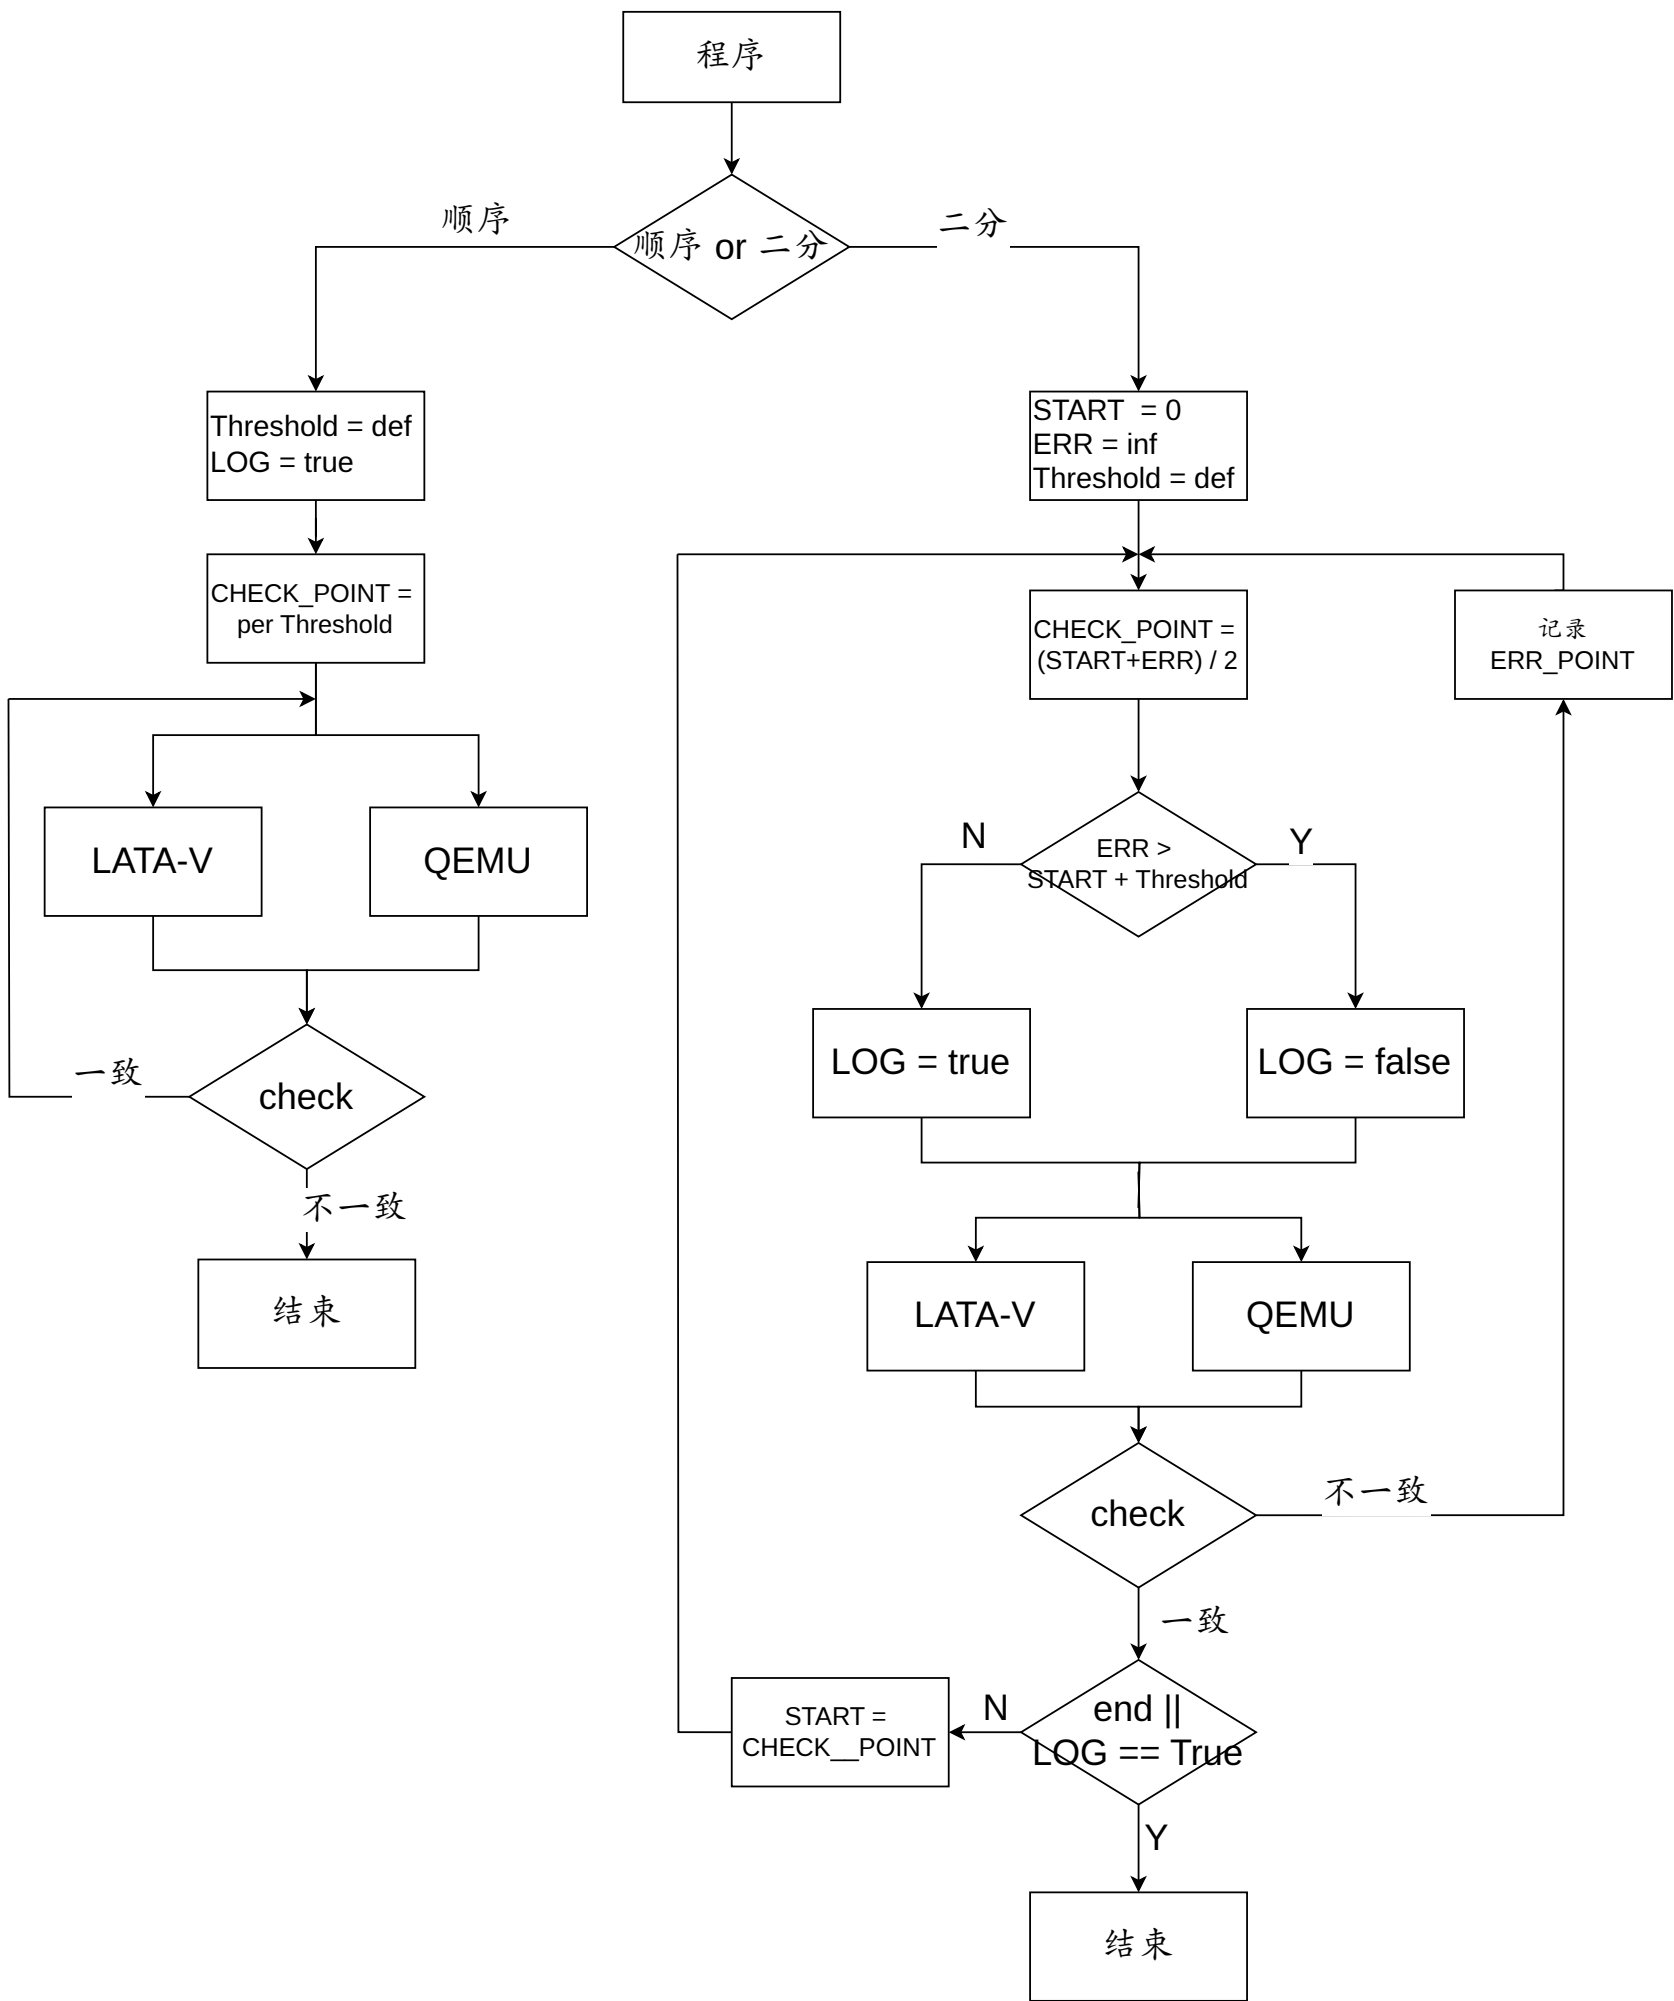 程序
顺序 or 二分
顺序
二分
Threshold = def
LOG = true
CHECK_POINT =
per Threshold
LATA-V
QEMU
check
一致
不一致
结束
START  = 0
ERR = inf
Threshold = def
CHECK_POINT =
(START+ERR) / 2
记录
ERR_POINT
ERR >
START + Threshold
N
Y
LOG = true
LOG = false
LATA-V
QEMU
check
不一致
一致
end ||
LOG == True
N
START =
CHECK__POINT
Y
结束